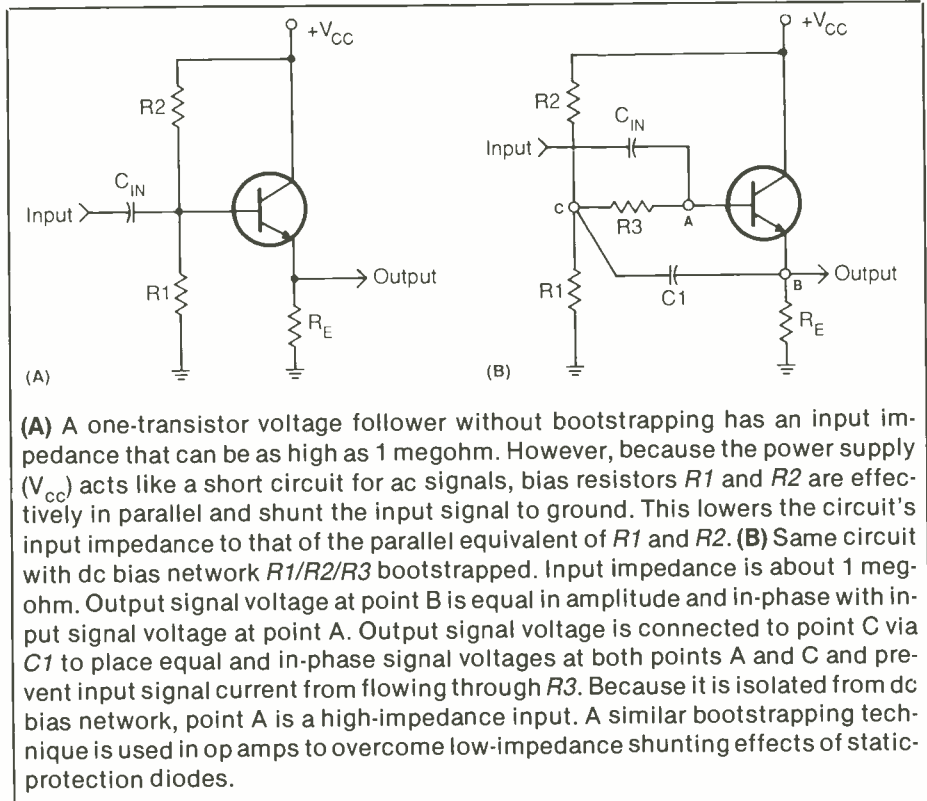 +V_CC
R2
C_IN
Input
R1
Output
R_E
(A)
+V_CC
R2
C_IN
Input
C
R3
A
R1
C1
B
Output
R_E
(B)
(A) A one-transistor voltage follower without bootstrapping has an input im-
pedance that can be as high as 1 megohm. However, because the power supply
(V_cc) acts like a short circuit for ac signals, bias resistors R1 and R2 are effec-
tively in parallel and shunt the input signal to ground. This lowers the circuit's
input impedance to that of the parallel equivalent of R1 and R2. (B) Same circuit
with dc bias network R1/R2/R3 bootstrapped. Input impedance is about 1 meg-
ohm. Output signal voltage at point B is equal in amplitude and in-phase with in-
put signal voltage at point A. Output signal voltage is connected to point C via
C1 to place equal and in-phase signal voltages at both points A and C and pre-
vent input signal current from flowing through R3. Because it is isolated from dc
bias network, point A is a high-impedance input. A similar bootstrapping tech-
nique is used in op amps to overcome low-impedance shunting effects of static-
protection diodes.